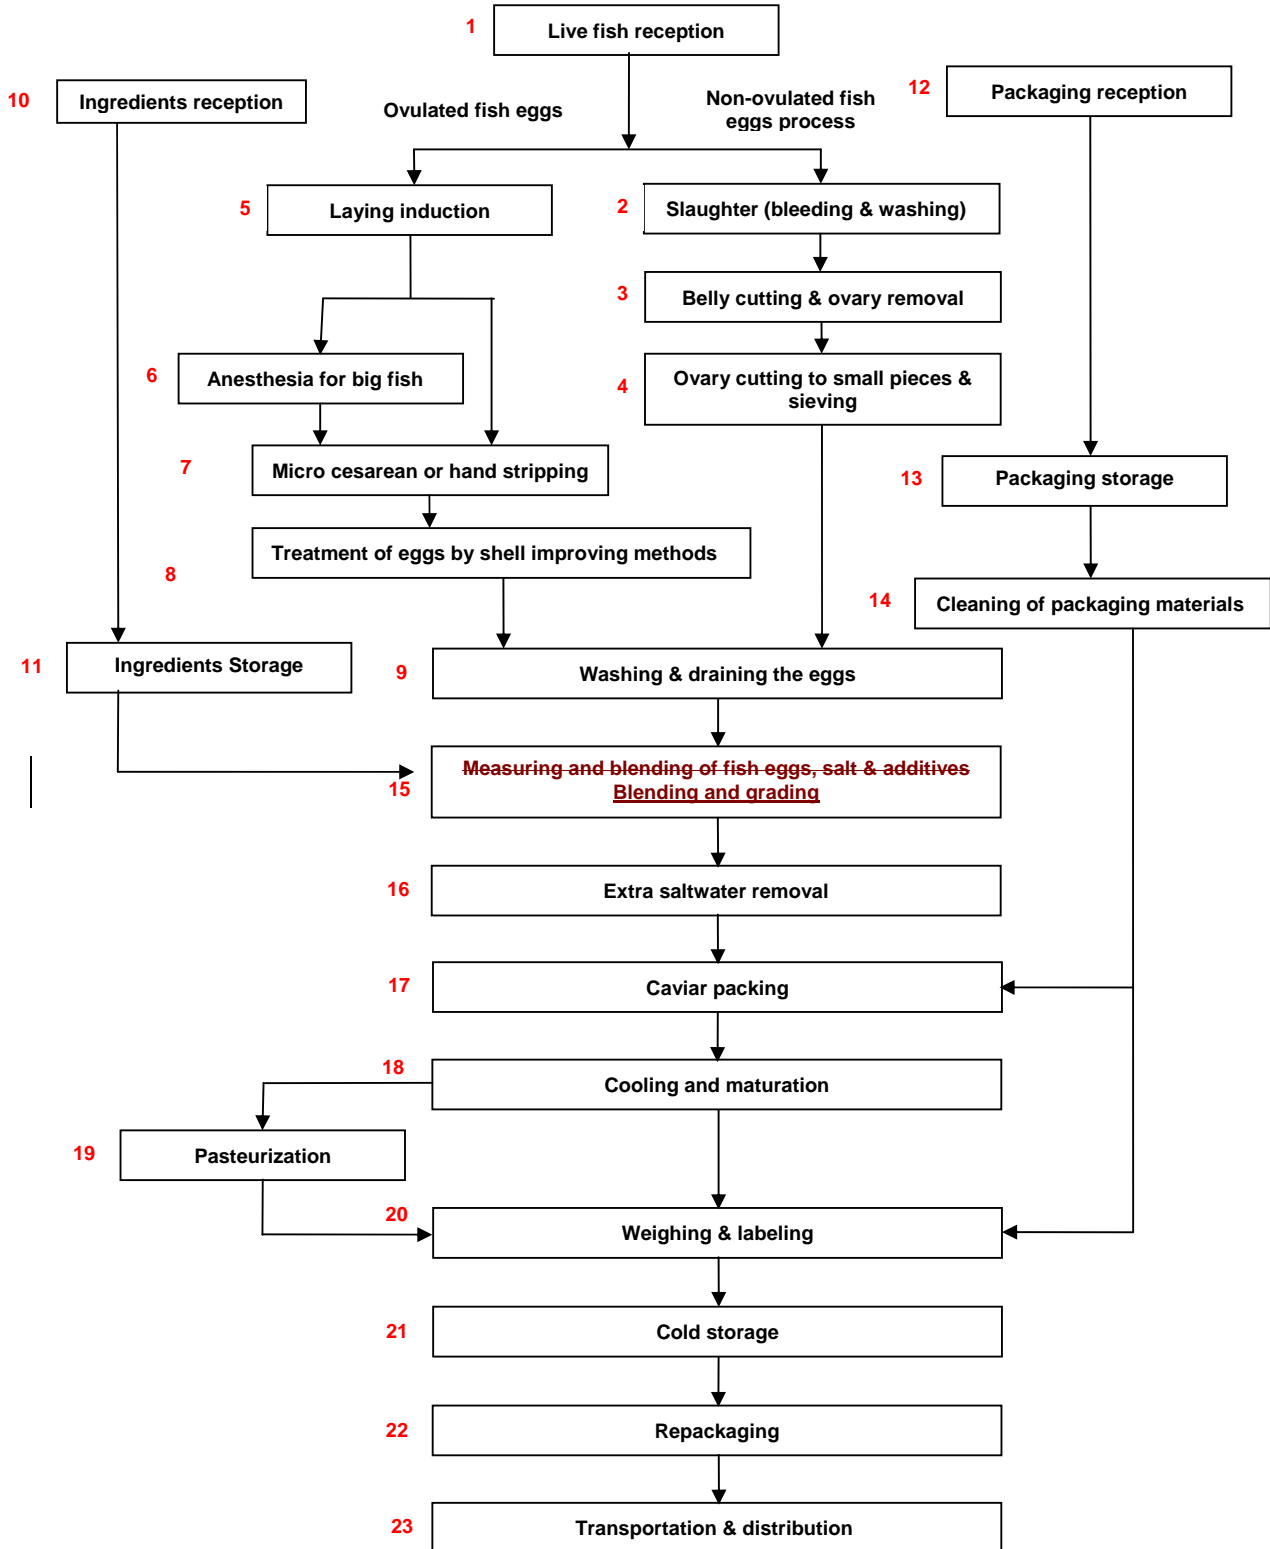 1 Live fish reception
10 Ingredients reception
12 Packaging reception
Ovulated fish eggs
Non-ovulated fish
eggs process
5 Laying induction
2 Slaughter (bleeding & washing)
3 Belly cutting & ovary removal
6 Anesthesia for big fish
4 Ovary cutting to small pieces &
sieving
7 Micro cesarean or hand stripping
13 Packaging storage
Treatment of eggs by shell improving methods
8
14 Cleaning of packaging materials
11 Ingredients Storage
9 Washing & draining the eggs
Measuring and blending of fish eggs, salt & additives
15 Blending and grading
16 Extra saltwater removal
17 Caviar packing
18 Cooling and maturation
19 Pasteurization
20 Weighing & labeling
21 Cold storage
22 Repackaging
23 Transportation & distribution